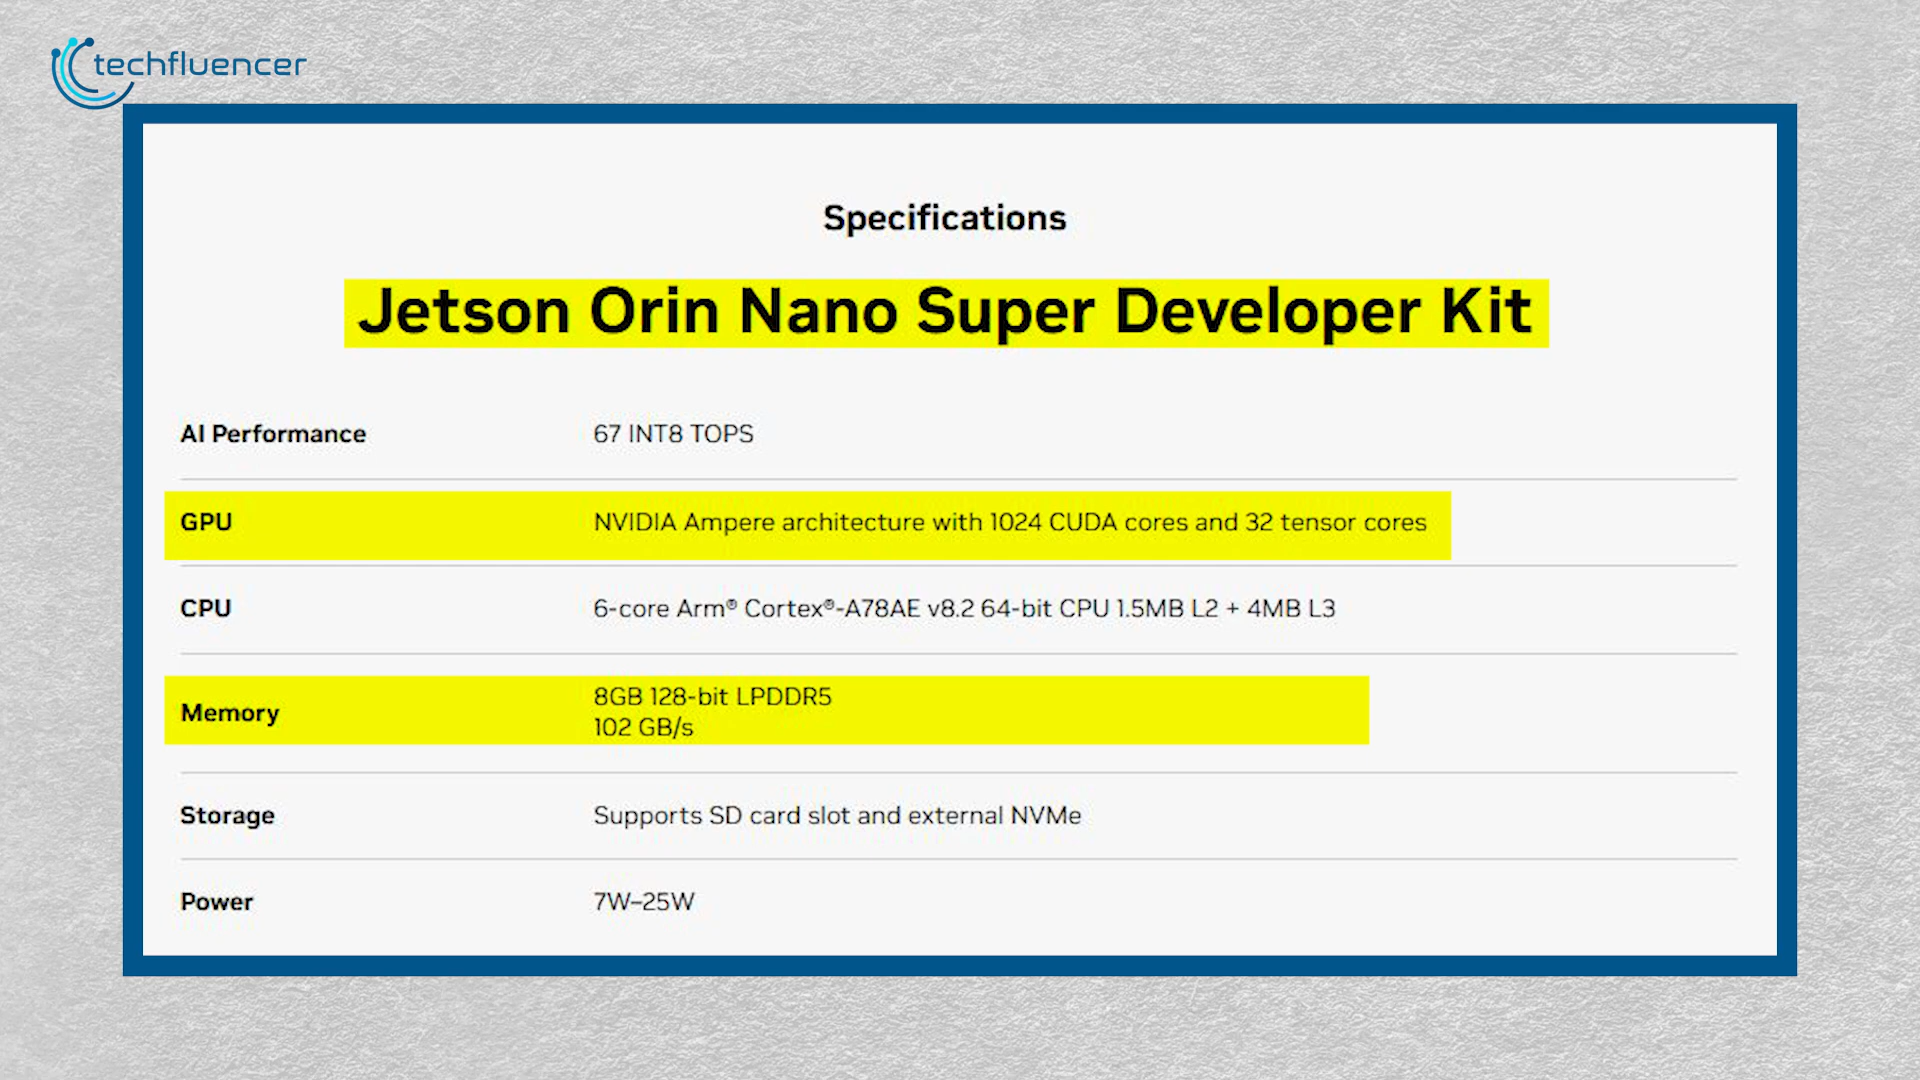 techfluencer
Specifications
Jetson Orin Nano Super Developer Kit
AI Performance 67 INT8 TOPS
GPU NVIDIA Ampere architecture with 1024 CUDA cores and 32 tensor cores
CPU 6-core Arm® Cortex®-A78AE v8.2 64-bit CPU 1.5MB L2 + 4MB L3
Memory 8GB 128-bit LPDDR5
102 GB/s
Storage Supports SD card slot and external NVMe
Power 7W–25W